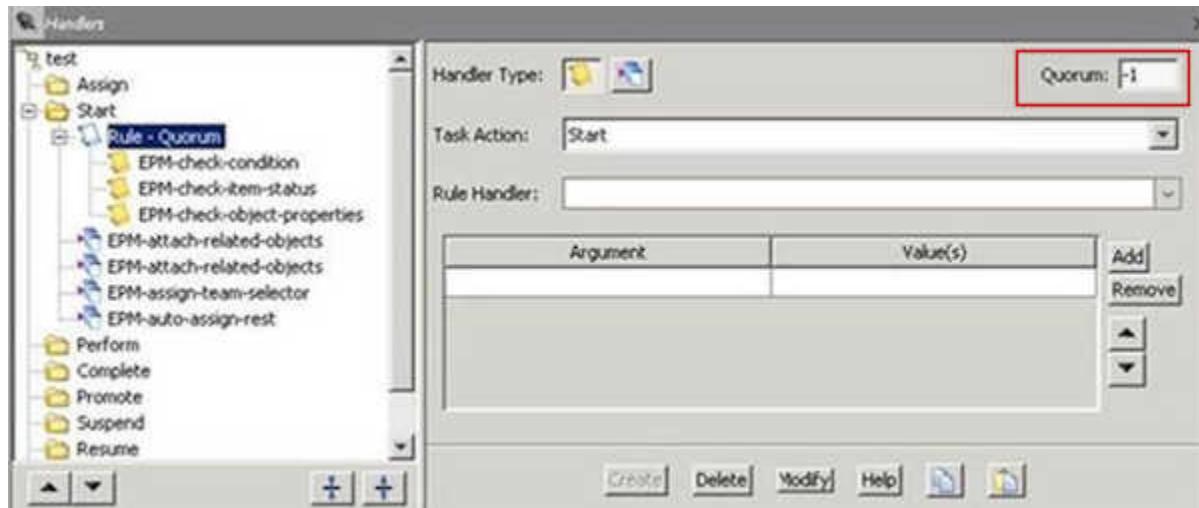 Handlers
test
Assign
Start
Rule - Quorum
EPM-check-condition
EPM-check-item-status
EPM-check-object-properties
EPM-attach-related-objects
EPM-attach-related-objects
EPM-assign-team-selector
EPM-auto-assign-rest
Perform
Complete
Promote
Suspend
Resume
Handler Type:
Quorum: -1
Task Action: Start
Rule Handler:
Argument Value(s)
Add
Remove
Create Delete Modify Help